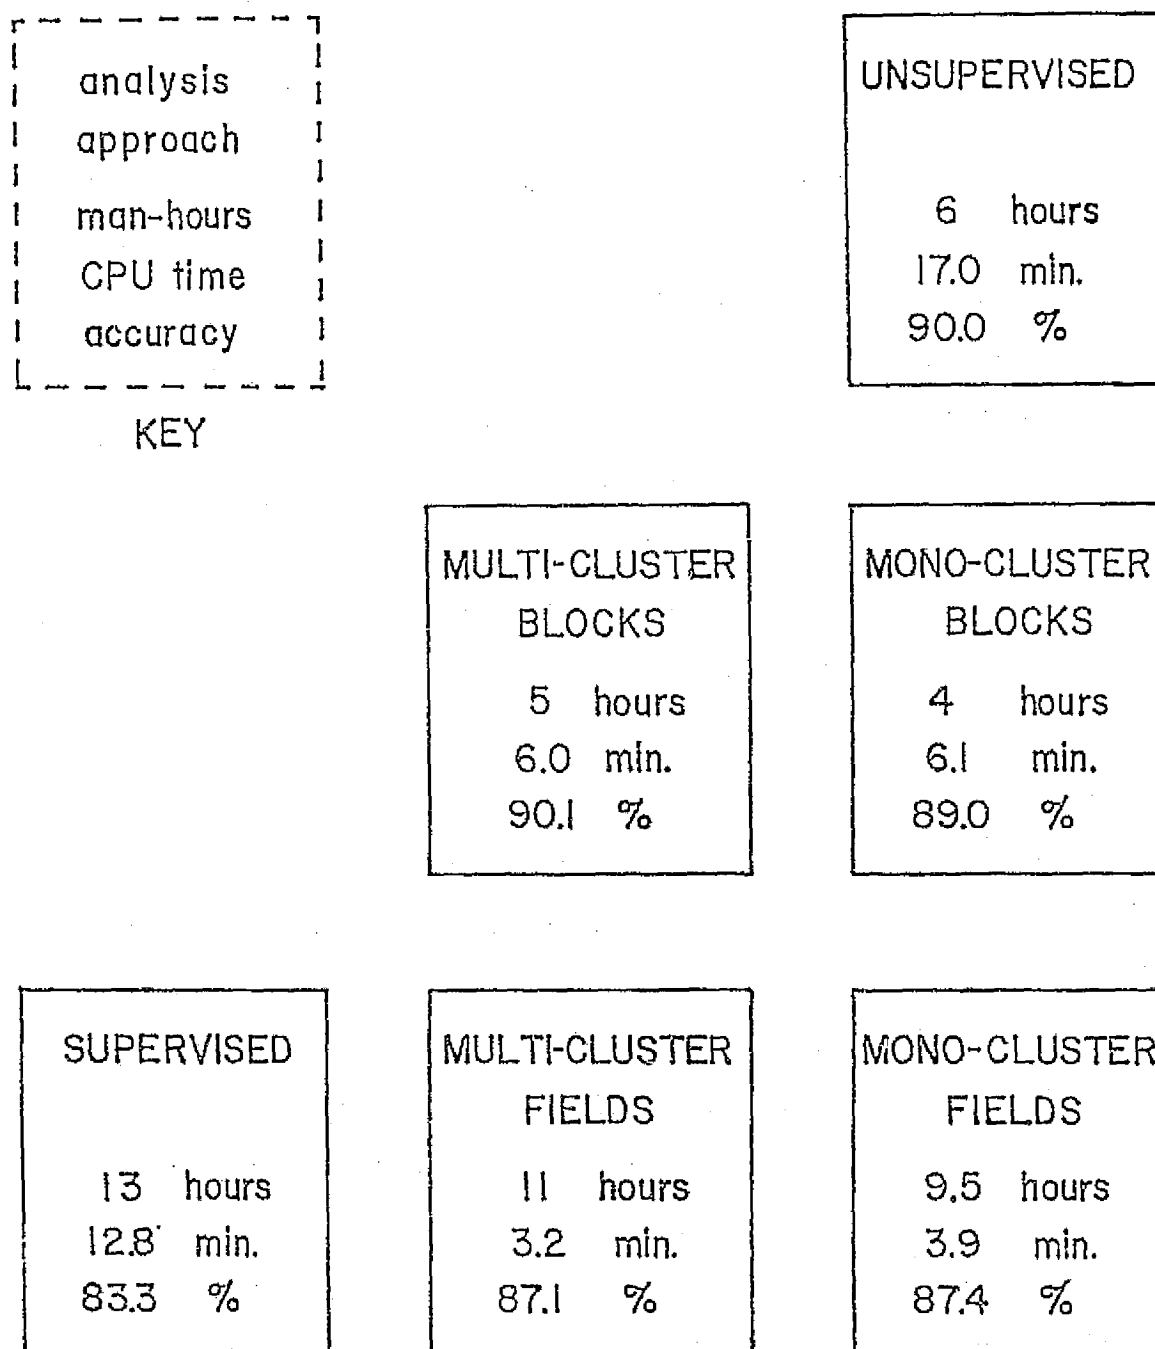 analysis
approach
man-hours
CPU time
accuracy
KEY
UNSUPERVISED
6 hours
17.0 min.
90.0 %
MULTI-CLUSTER
BLOCKS
5 hours
6.0 min.
90.1 %
MONO-CLUSTER
BLOCKS
4 hours
6.1 min.
89.0 %
SUPERVISED
13 hours
12.8 min.
83.3 %
MULTI-CLUSTER
FIELDS
11 hours
3.2 min.
87.1 %
MONO-CLUSTER
FIELDS
9.5 hours
3.9 min.
87.4 %